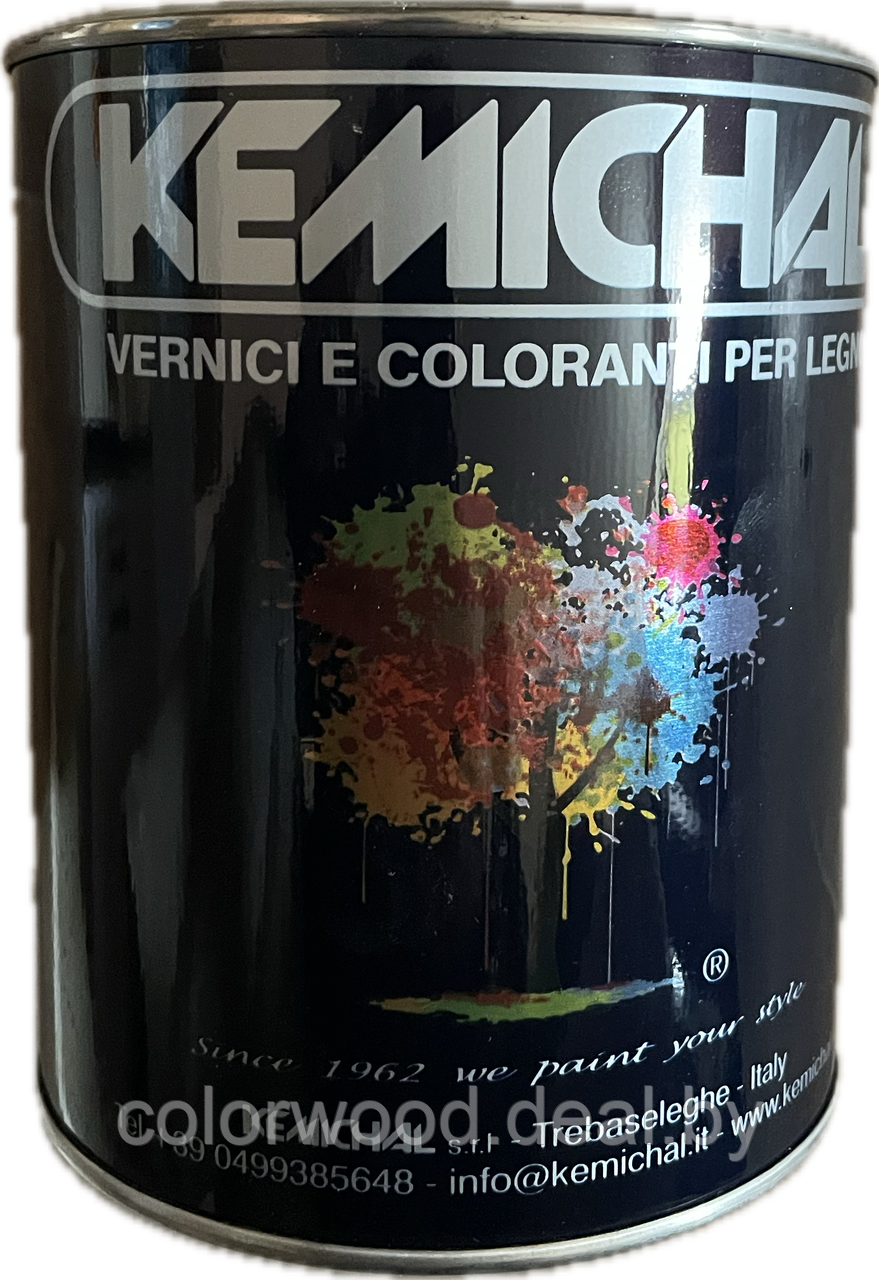 KEMICHAL
VERNICI E COLORANTI PER LEGN
®
Since 1962 we paint your style
KEMICHAL s.r.l - Trebaseleghe - Italy
Tel. +39 0499385648 - info@kemichal.it - www.kemicha
colorwood.deal.by